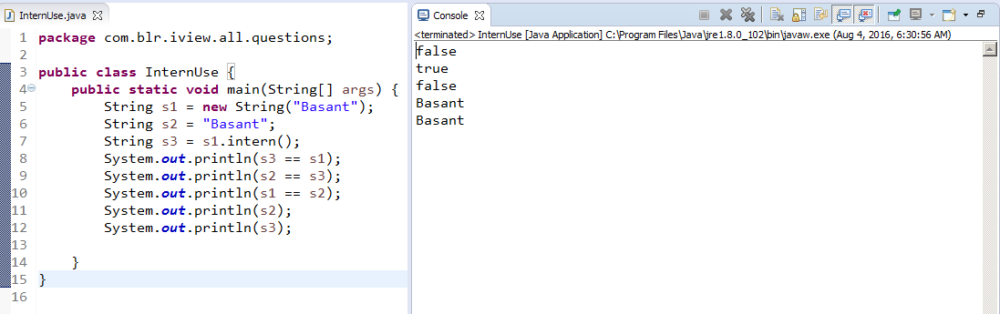 InternUse.java
1 package com.blr.iview.all.questions;
2
3 public class InternUse {
4     public static void main(String[] args) {
5         String s1 = new String("Basant");
6         String s2 = "Basant";
7         String s3 = s1.intern();
8         System.out.println(s3 == s1);
9         System.out.println(s2 == s3);
10         System.out.println(s1 == s2);
11         System.out.println(s2);
12         System.out.println(s3);
13
14     }
15 }
16
Console
<terminated> InternUse [Java Application] C:\Program Files\Java\jre1.8.0_102\bin\javaw.exe (Aug 4, 2016, 6:30:56 AM)
false
true
false
Basant
Basant